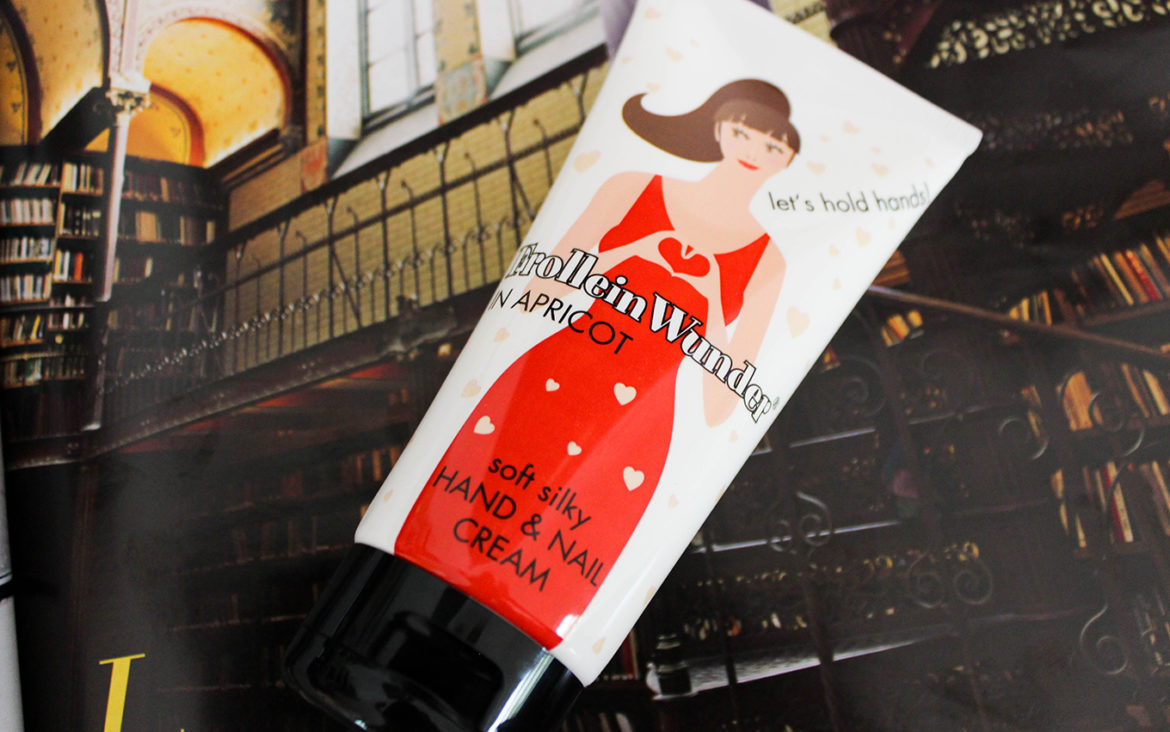 let's hold hands!
FrolleinWunder®
IN APRICOT
soft silky
HAND & NAIL
CREAM